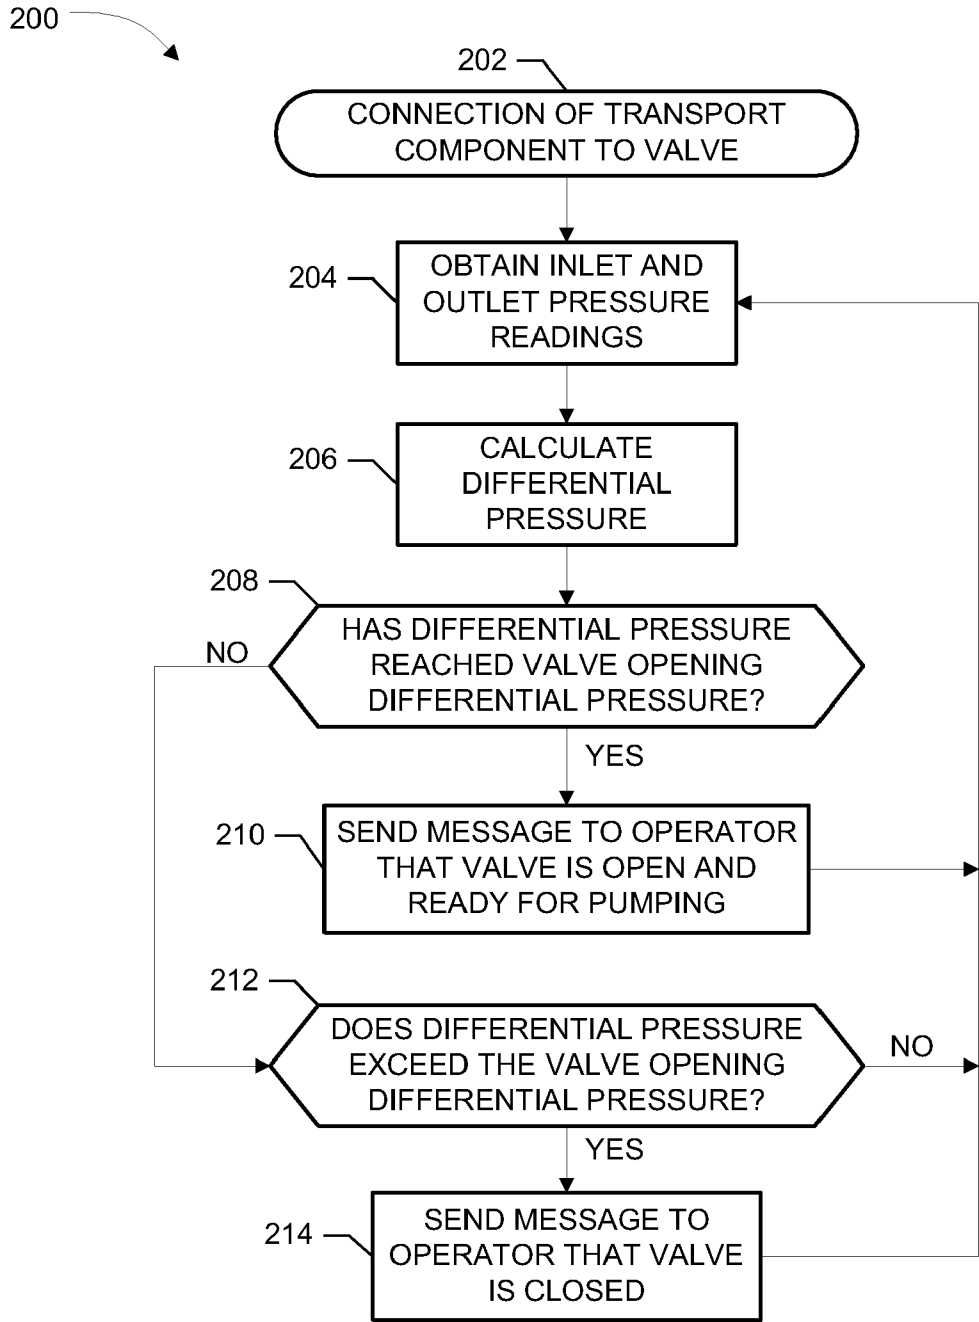 200
202
CONNECTION OF TRANSPORT
COMPONENT TO VALVE
204
OBTAIN INLET AND
OUTLET PRESSURE
READINGS
206
CALCULATE
DIFFERENTIAL
PRESSURE
208
HAS DIFFERENTIAL PRESSURE
REACHED VALVE OPENING
DIFFERENTIAL PRESSURE?
NO
YES
210
SEND MESSAGE TO OPERATOR
THAT VALVE IS OPEN AND
READY FOR PUMPING
212
DOES DIFFERENTIAL PRESSURE
EXCEED THE VALVE OPENING
DIFFERENTIAL PRESSURE?
NO
YES
214
SEND MESSAGE TO
OPERATOR THAT VALVE
IS CLOSED